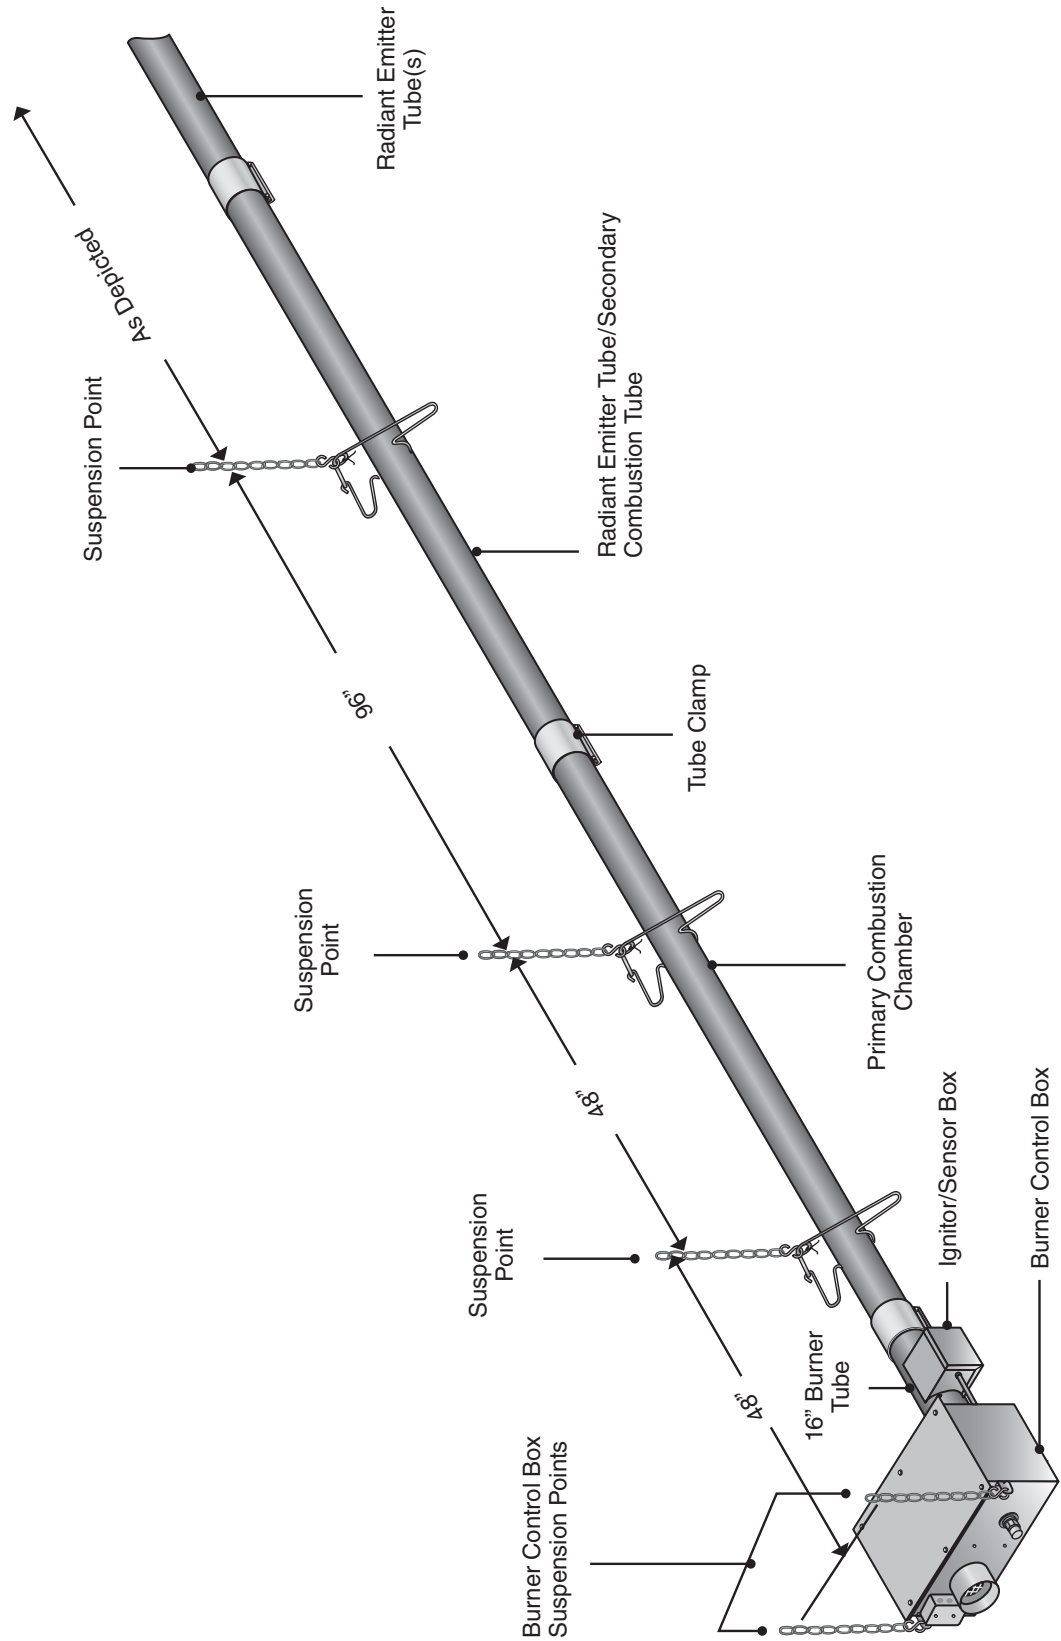 Suspension Point
As Depicted
Radiant Emitter
Tube(s)
96”
Radiant Emitter Tube/Secondary
Combustion Tube
Suspension
Point
Tube Clamp
48”
Primary Combustion
Chamber
Suspension
Point
48”
16” Burner
Tube
Ignitor/Sensor Box
Burner Control Box
Suspension Points
Burner Control Box